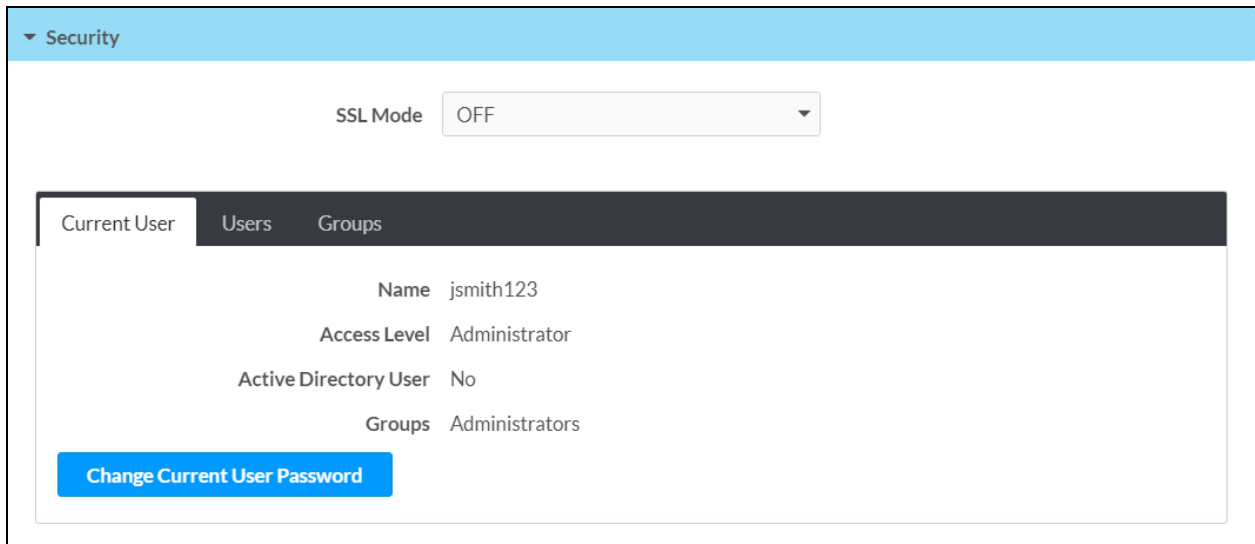 Security
SSL Mode OFF
Current User Users Groups
Name jsmith123
Access Level Administrator
Active Directory User No
Groups Administrators
Change Current User Password